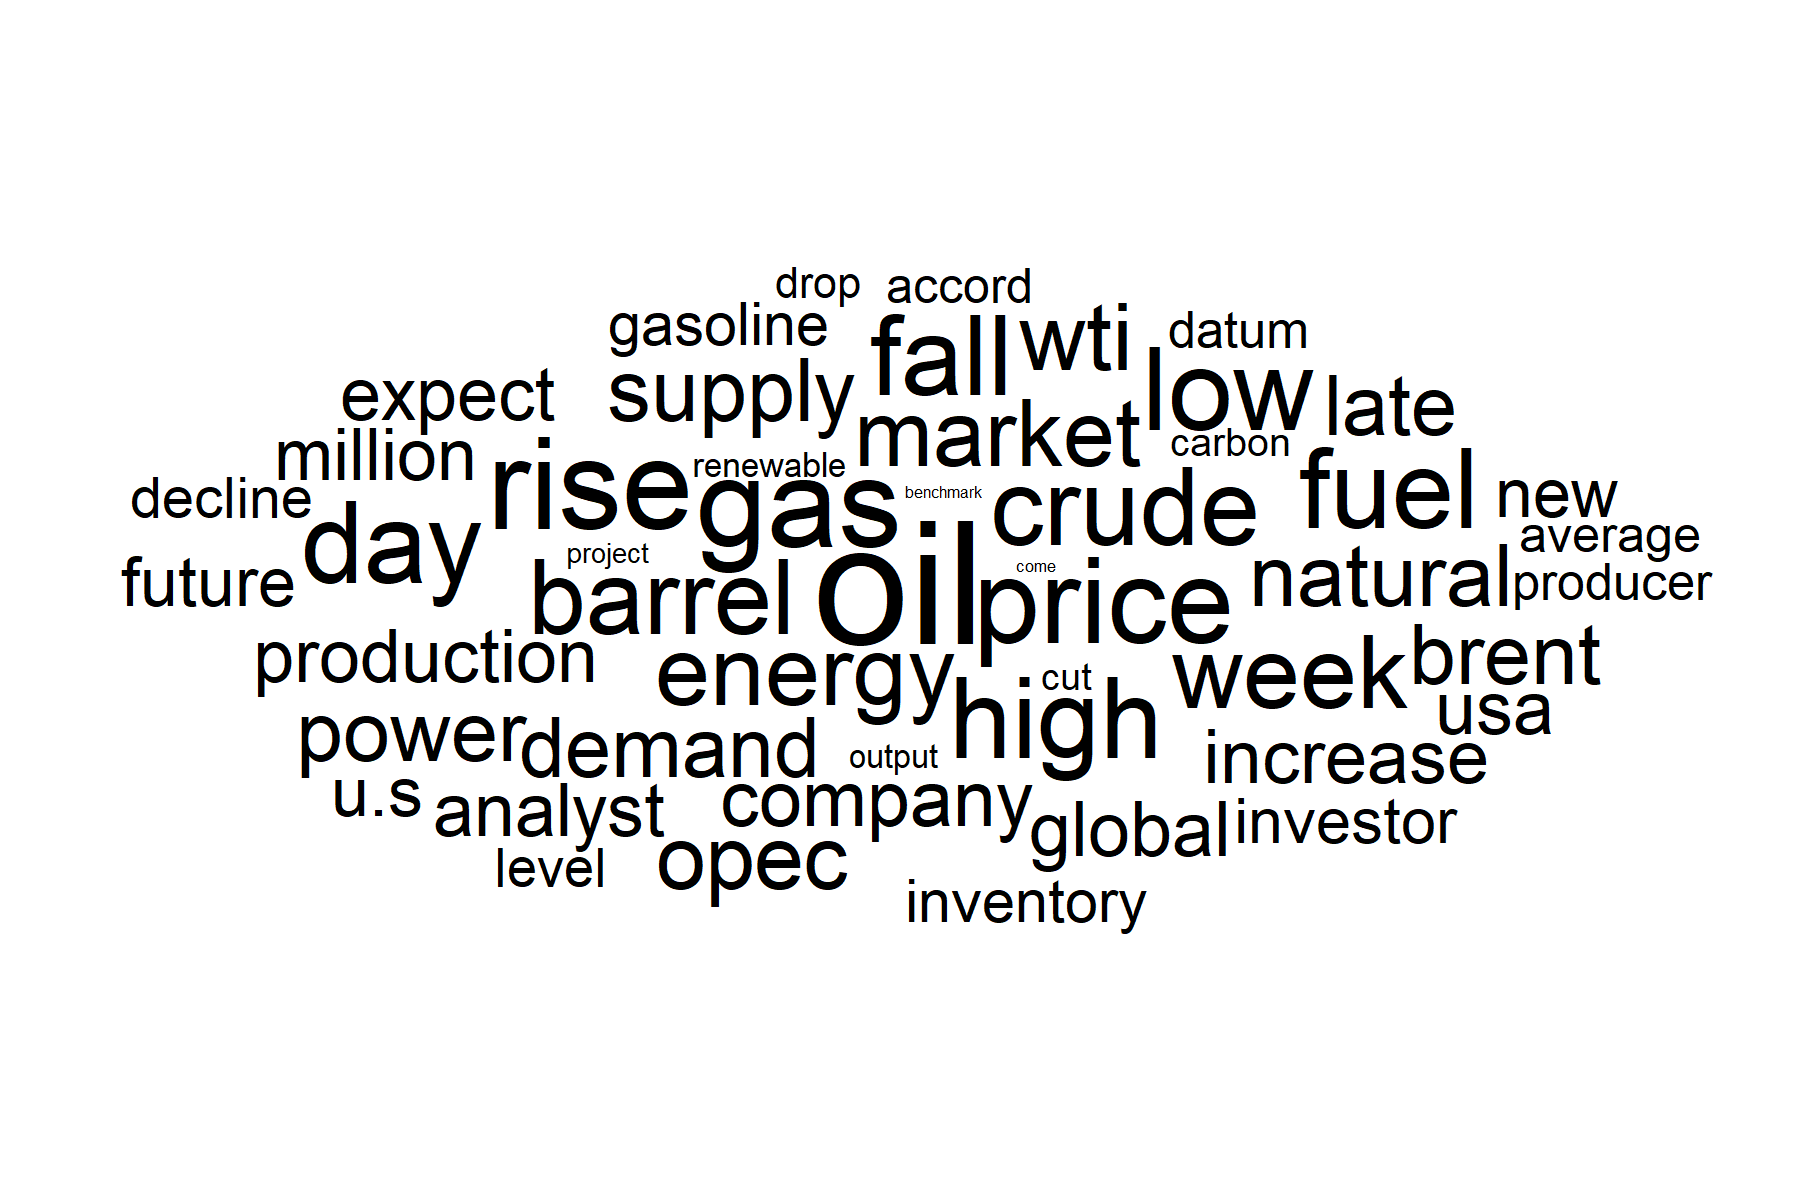 drop accord
gasoline fall wti datum
expect supply market low late
million rise renewable gas benchmark crude carbon fuel new
decline day project barrel oil come price natural average
future producer
production energy cut high week brent
power demand output increase usa
u.s analyst company global investor
level opec inventory